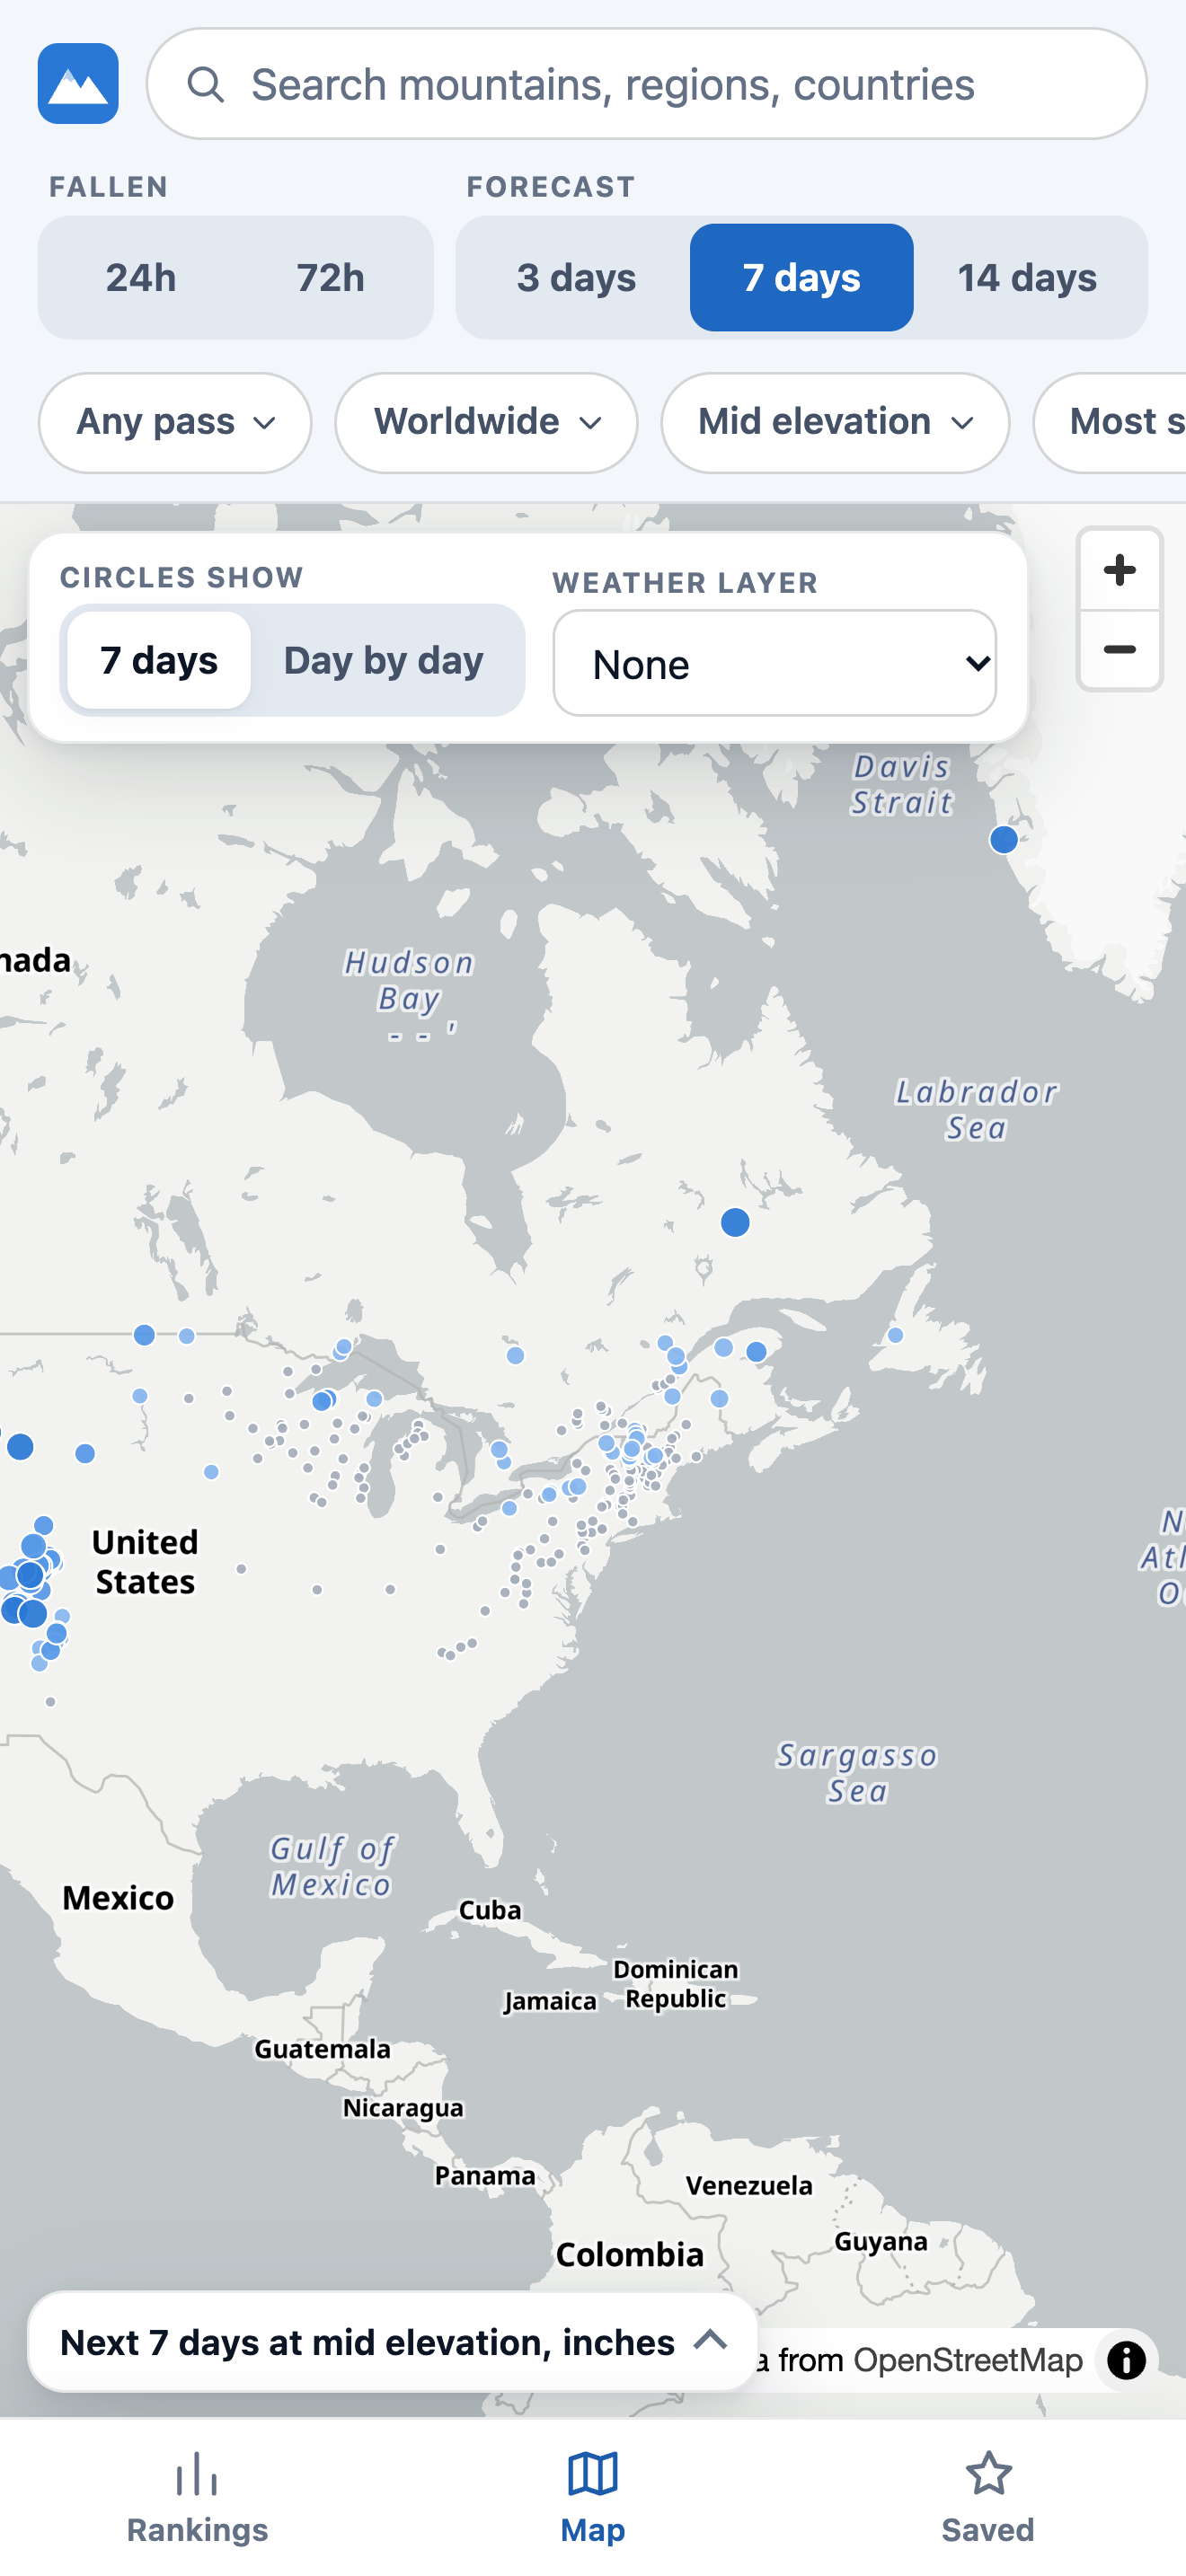 Search mountains, regions, countries
FALLEN
FORECAST
24h
72h
3 days
7 days
14 days
Any pass
Worldwide
Mid elevation
Most s
CIRCLES SHOW
WEATHER LAYER
7 days
Day by day
None
Davis
Strait
nada
Hudson
Bay
Labrador
Sea
United
States
N
Atl
O
Sargasso
Sea
Gulf of
Mexico
Mexico
Cuba
Dominican
Republic
Jamaica
Guatemala
Nicaragua
Panama
Venezuela
Guyana
Colombia
Next 7 days at mid elevation, inches
a from OpenStreetMap
Rankings
Map
Saved